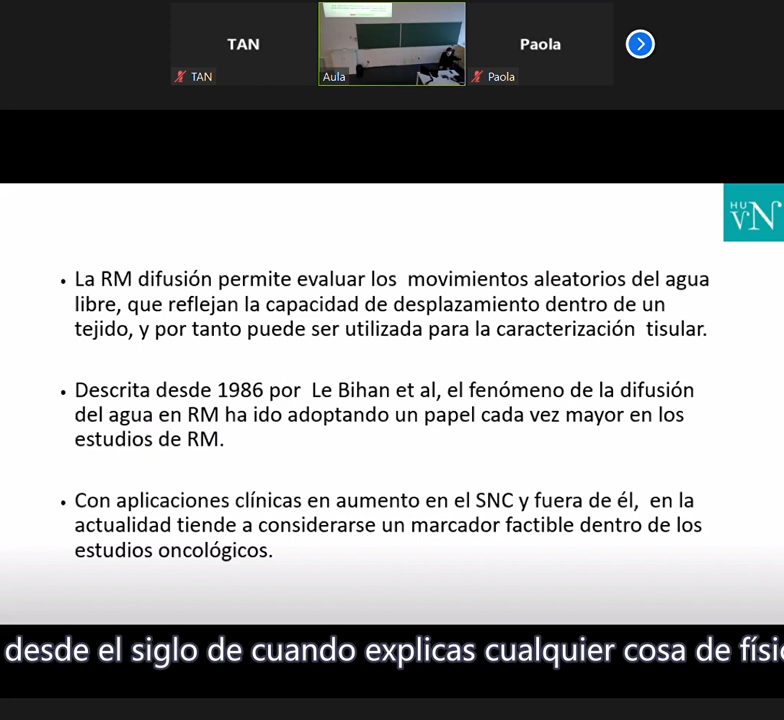 TAN
Paola
TAN
Aula
Paola
HU
VN
• La RM difusión permite evaluar los movimientos aleatorios del agua
libre, que reflejan la capacidad de desplazamiento dentro de un
tejido, y por tanto puede ser utilizada para la caracterización tisular.
• Descrita desde 1986 por Le Bihan et al, el fenómeno de la difusión
del agua en RM ha ido adoptando un papel cada vez mayor en los
estudios de RM.
• Con aplicaciones clínicas en aumento en el SNC y fuera de él, en la
actualidad tiende a considerarse un marcador factible dentro de los
estudios oncológicos.
desde el siglo de cuando explicas cualquier cosa de físi